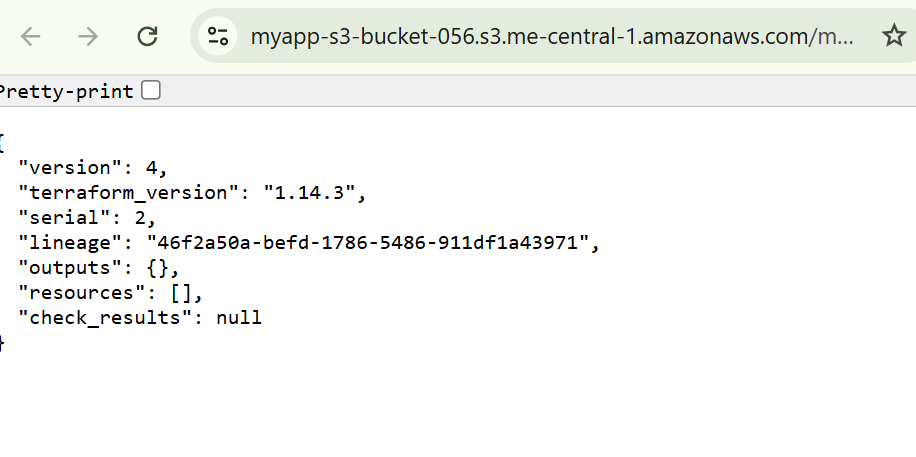 myapp-s3-bucket-056.s3.me-central-1.amazonaws.com/m...
Pretty-print
{
"version": 4,
"terraform_version": "1.14.3",
"serial": 2,
"lineage": "46f2a50a-befd-1786-5486-911df1a43971",
"outputs": {},
"resources": [],
"check_results": null
}